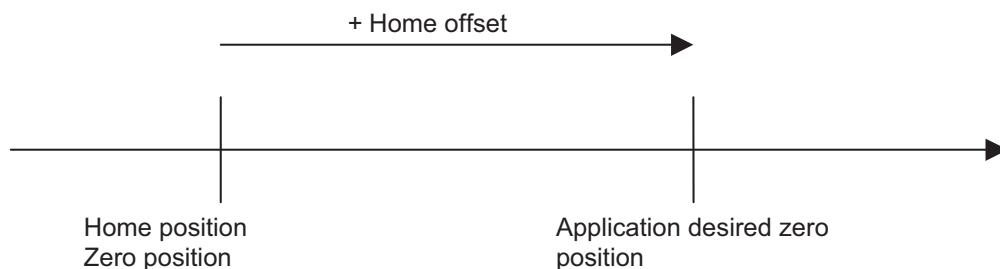 + Home offset
Home position
Zero position
Application desired zero
position